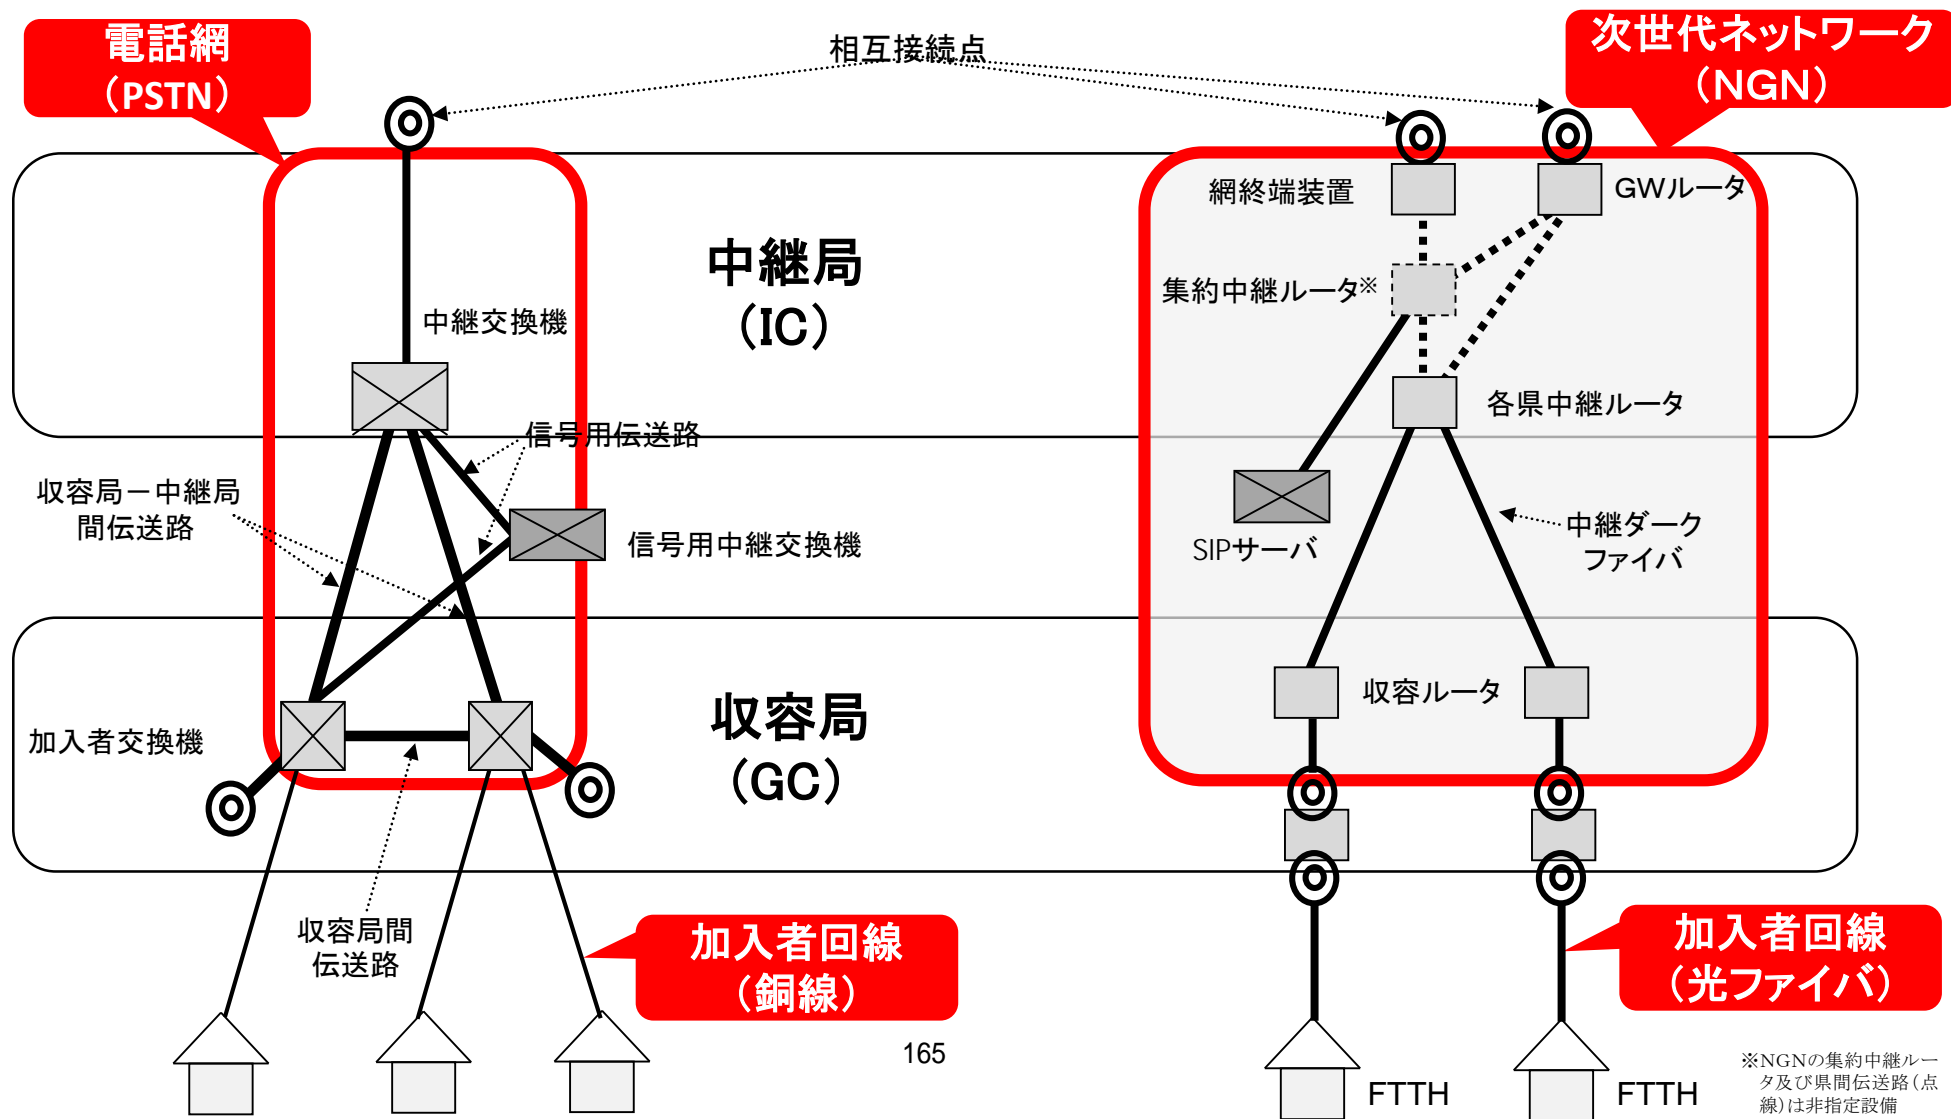 電話網
（PSTN）
相互接続点
次世代ネットワーク
（NGN）
網終端装置
GWルータ
中継局
（IC）
集約中継ルータ※
中継交換機
各県中継ルータ
信号用伝送路
収容局－中継局
間伝送路
信号用中継交換機
SIPサーバ
中継ダーク
ファイバ
収容局
（GC）
収容ルータ
加入者交換機
収容局間
伝送路
加入者回線
（銅線）
加入者回線
（光ファイバ）
165
FTTH
FTTH
※NGNの集約中継ルー
タ及び県間伝送路（点
線）は非指定設備